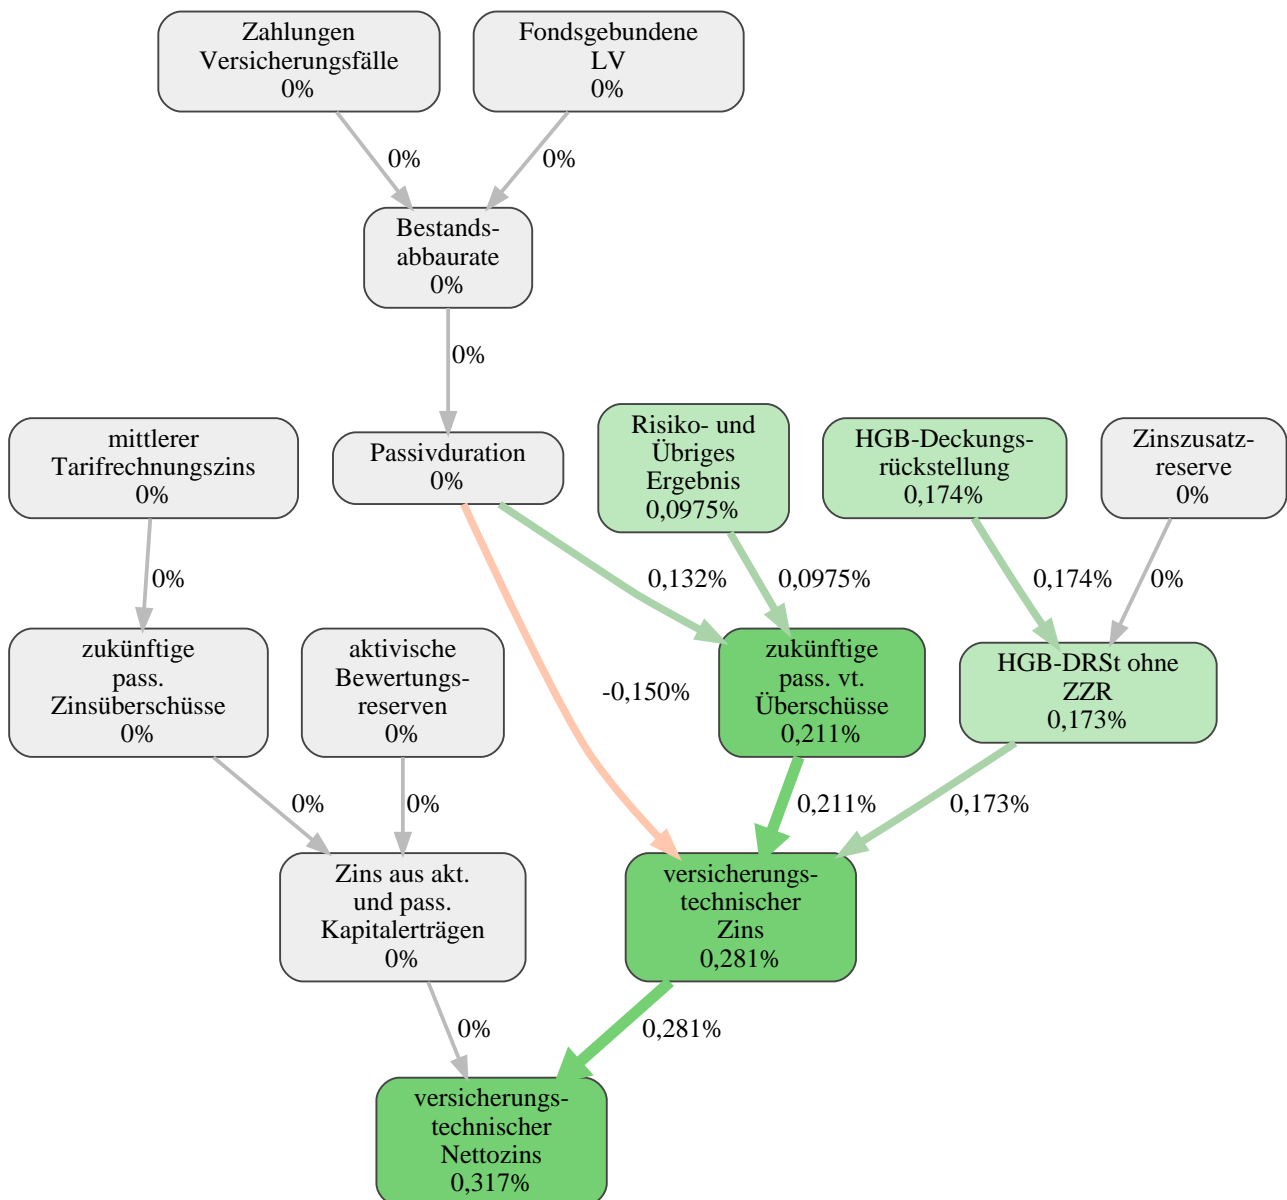 Zahlungen
Versicherungsfälle
0%
Fondsgebundene
LV
0%
0%
0%
Bestands-
abbaurate
0%
0%
mittlerer
Tarifrechnungszins
0%
Passivduration
0%
Risiko- und
Übriges
Ergebnis
0,0975%
HGB-Deckungs-
rückstellung
0,174%
Zinszusatz-
reserve
0%
0%
0,132%
0,0975%
0,174%
0%
zukünftige
pass.
Zinsüberschüsse
0%
aktivische
Bewertungs-
reserven
0%
-0,150%
zukünftige
pass. vt.
Überschüsse
0,211%
HGB-DRSt ohne
ZZR
0,173%
0%
0%
0,211%
0,173%
Zins aus akt.
und pass.
Kapitalerträgen
0%
versicherungs-
technischer
Zins
0,281%
0%
0,281%
versicherungs-
technischer
Nettozins
0,317%